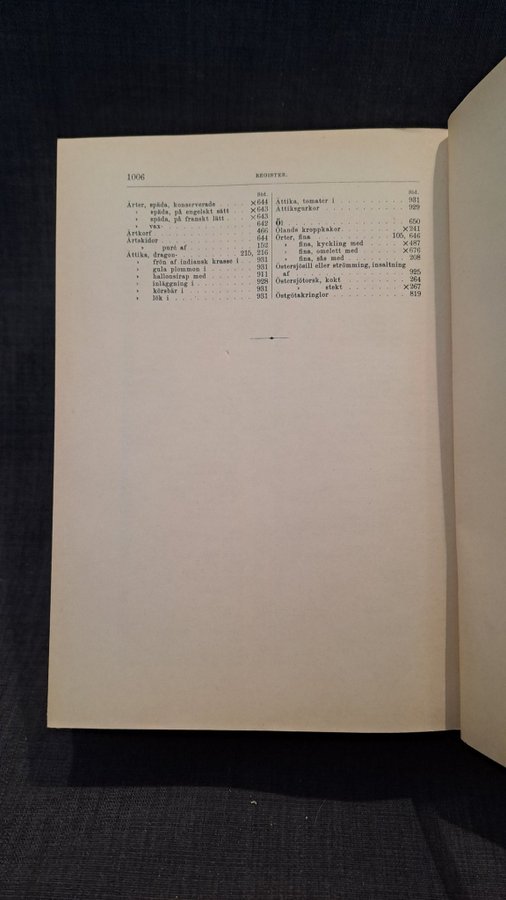 1006
REGISTER.
Sid.
Ärter, späda, konserverade . . . ×644
» späda, på engelskt sätt . . ×643
» späda, på franskt sätt . . . ×643
» vax- . . . 642
Ärtkorf . . . 466
Ärtskidor . . . 644
» puré af . . . 152
Ättika, dragon- . . . 215, 216
» frön af indiansk krasse i . . 931
» gula plommon i . . . 931
» hallonsirap med . . . 911
» inläggning i . . . 928
» körsbär i . . . 931
» lök i . . . 931
Sid.
Ättika, tomater i . . . 931
Ättiksgurkor . . . 929
Öl . . . 650
Ölands kroppkakor . . . ×241
Örter, fina . . . 105, 646
» fina, kyckling med . . . ×487
» fina, omelett med . . . ×676
» fina, sås med . . . 208
Östersjösill eller strömming, insaltning
af . . . 925
Östersjötorsk, kokt . . . 264
» stekt . . . ×267
Östgötakringlor . . . 819